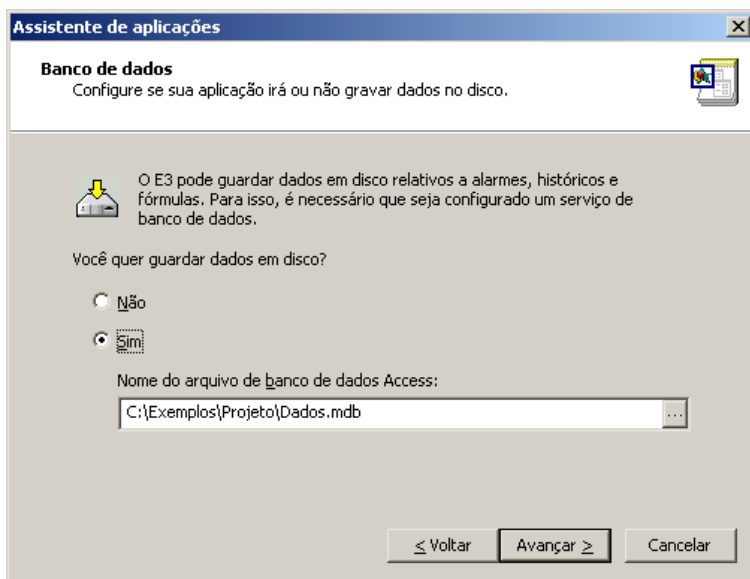 Assistente de aplicações
Banco de dados
Configure se sua aplicação irá ou não gravar dados no disco.
O E3 pode guardar dados em disco relativos a alarmes, históricos e
fórmulas. Para isso, é necessário que seja configurado um serviço de
banco de dados.
Você quer guardar dados em disco?
Não
Sim
Nome do arquivo de banco de dados Access:
C:\Exemplos\Projeto\Dados.mdb
...
< Voltar
Avançar >
Cancelar